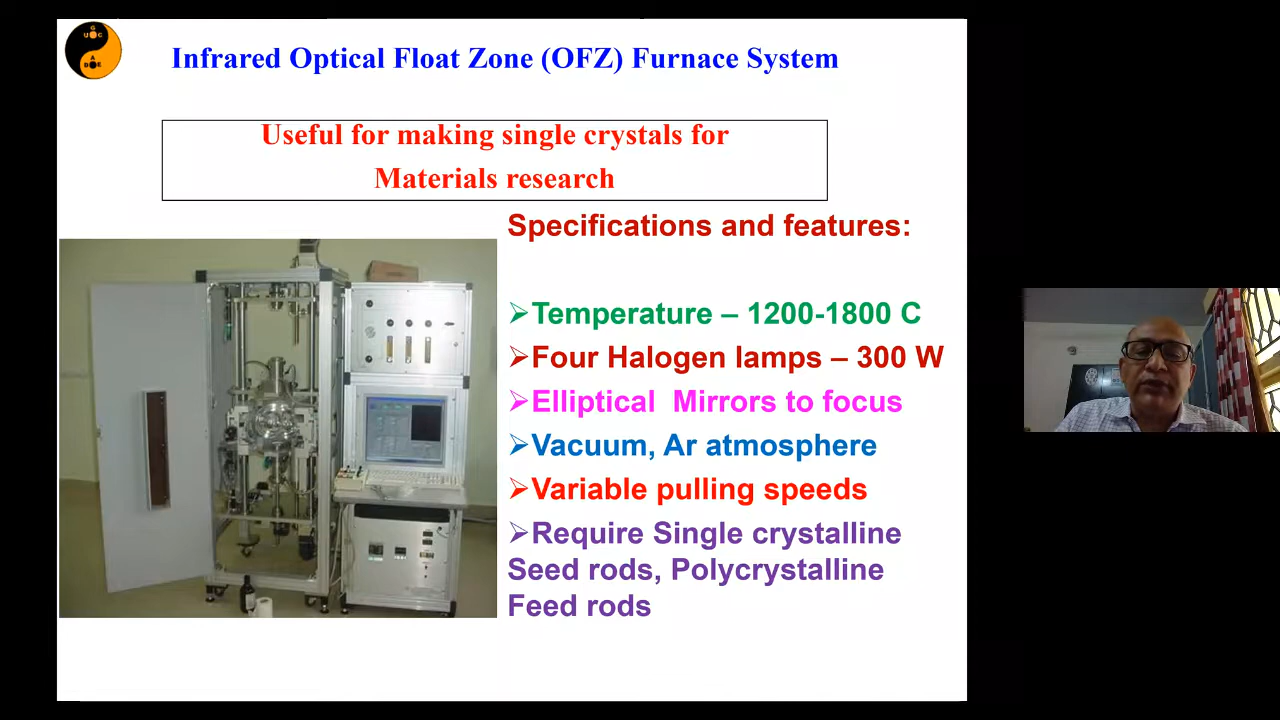 G
U C
A
D E
Infrared Optical Float Zone (OFZ) Furnace System
Useful for making single crystals for
Materials research
Specifications and features:
➢Temperature – 1200-1800 C
➢Four Halogen lamps – 300 W
➢Elliptical  Mirrors to focus
➢Vacuum, Ar atmosphere
➢Variable pulling speeds
➢Require Single crystalline
Seed rods, Polycrystalline
Feed rods